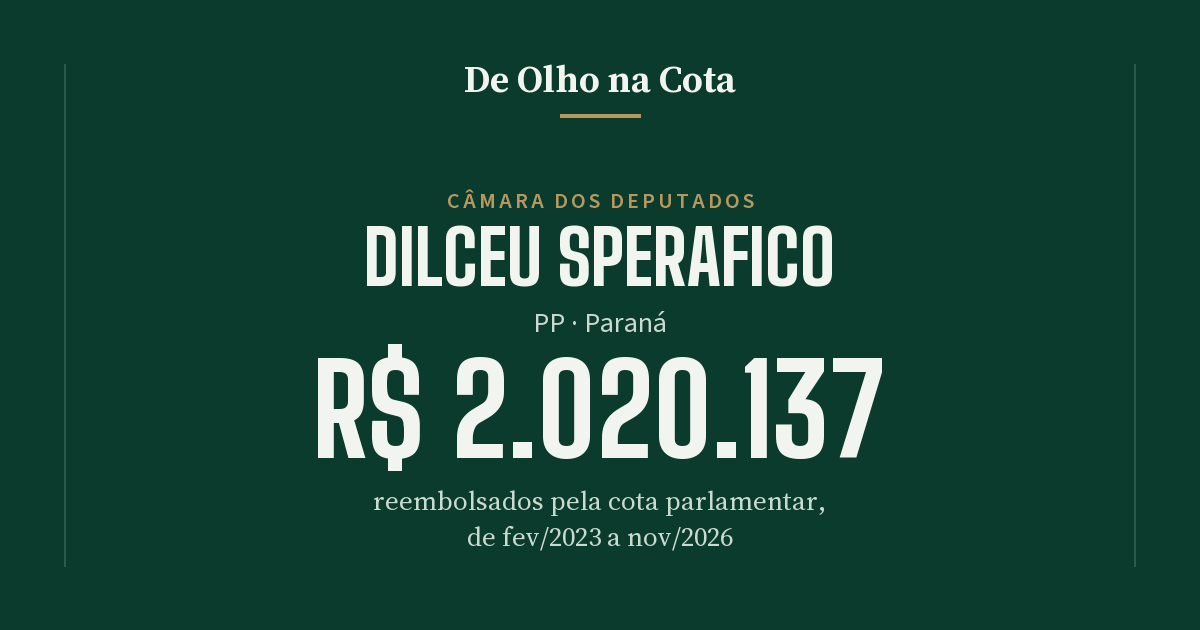 De Olho na Cota
CÂMARA DOS DEPUTADOS
DILCEU SPERAFICO
PP · Paraná
R$ 2.020.137
reembolsados pela cota parlamentar,
de fev/2023 a nov/2026